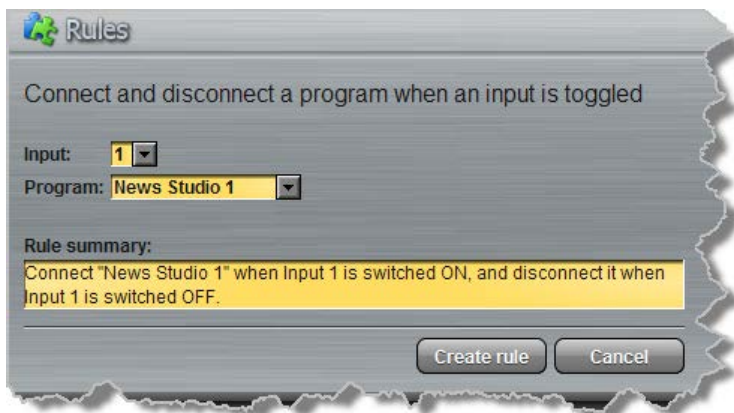 Rules
Connect and disconnect a program when an input is toggled
Input: 1
Program: News Studio 1
Rule summary:
Connect "News Studio 1" when Input 1 is switched ON, and disconnect it when
Input 1 is switched OFF.
Create rule Cancel